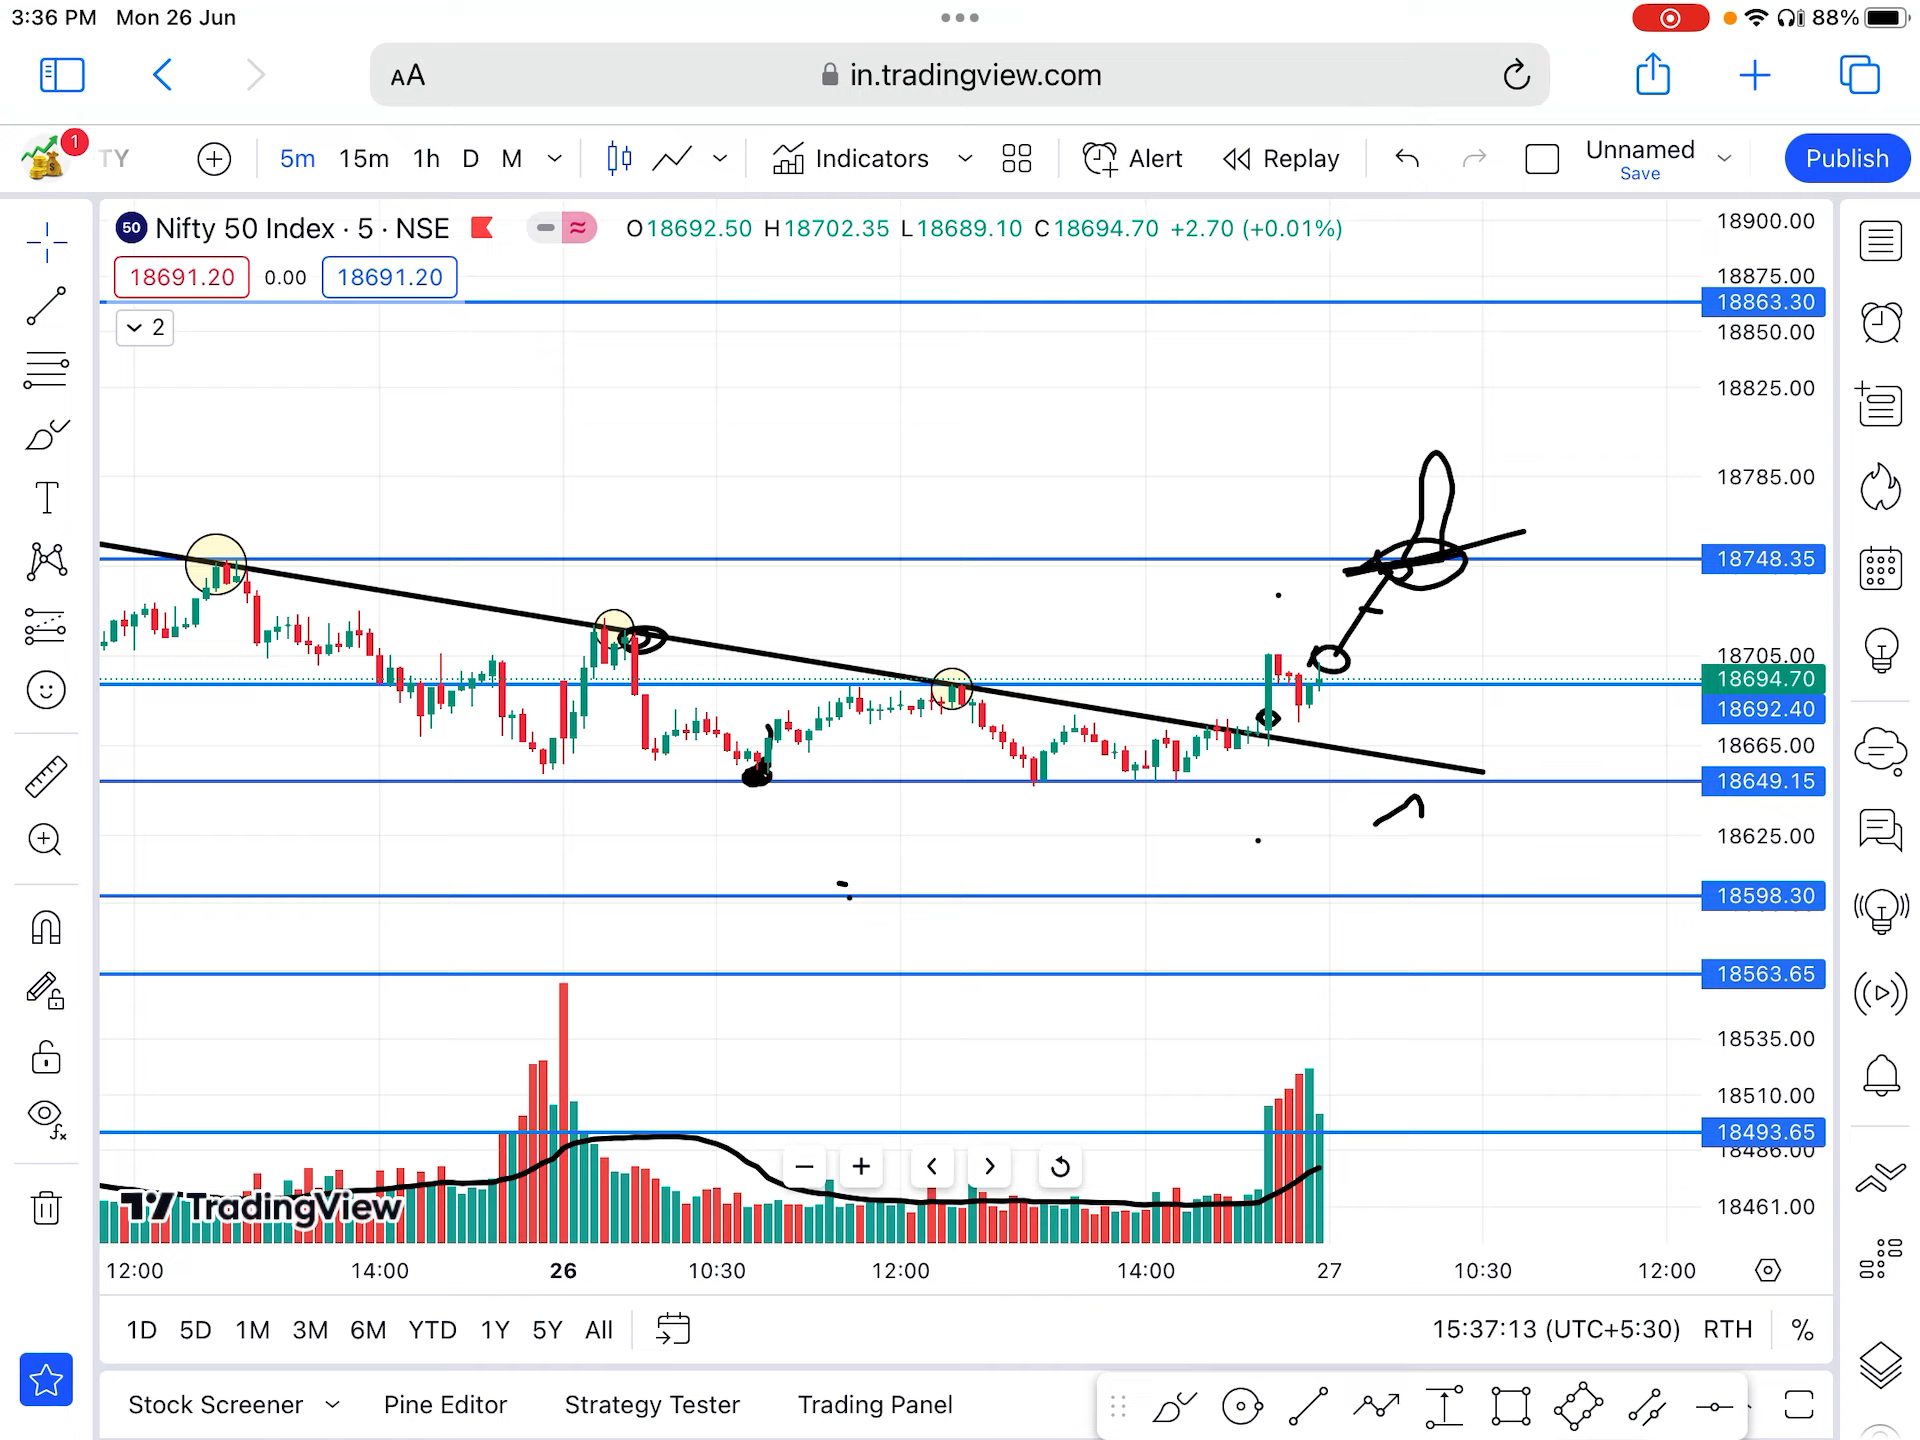 3:36 PM Mon 26 Jun 88%
AA in.tradingview.com
1 TY 5m 15m 1h D M Indicators Alert Replay Unnamed Save Publish
50 Nifty 50 Index · 5 · NSE O18692.50 H18702.35 L18689.10 C18694.70 +2.70 (+0.01%)
18691.20 0.00 18691.20
2
18900.00
18875.00
18863.30
18850.00
18825.00
18785.00
18748.35
18705.00
18694.70
18692.40
18665.00
18649.15
18625.00
18598.30
18563.65
18535.00
18510.00
18493.65
18486.00
18461.00
TradingView
12:00 14:00 26 10:30 12:00 14:00 27 10:30 12:00
1D 5D 1M 3M 6M YTD 1Y 5Y All 15:37:13 (UTC+5:30) RTH %
Stock Screener Pine Editor Strategy Tester Trading Panel